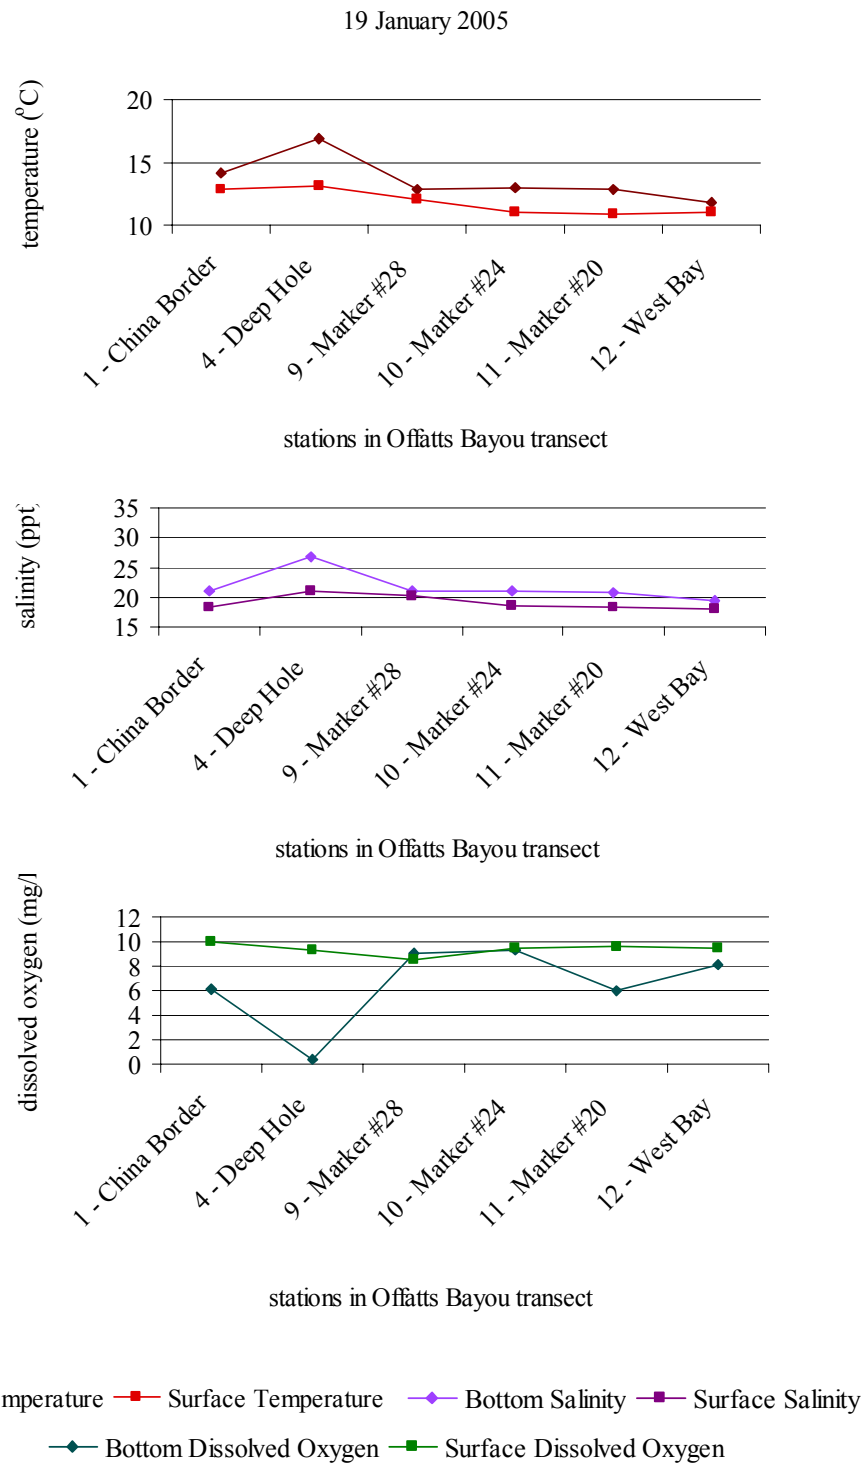 19 January 2005
temperature (°C)
20
15
10
1 - China Border
4 - Deep Hole
9 - Marker #28
10 - Marker #24
11 - Marker #20
12 - West Bay
stations in Offatts Bayou transect
salinity (ppt)
35
30
25
20
15
1 - China Border
4 - Deep Hole
9 - Marker #28
10 - Marker #24
11 - Marker #20
12 - West Bay
stations in Offatts Bayou transect
dissolved oxygen (mg/l
12
10
8
6
4
2
0
1 - China Border
4 - Deep Hole
9 - Marker #28
10 - Marker #24
11 - Marker #20
12 - West Bay
stations in Offatts Bayou transect
mperature Surface Temperature Bottom Salinity Surface Salinity
Bottom Dissolved Oxygen Surface Dissolved Oxygen